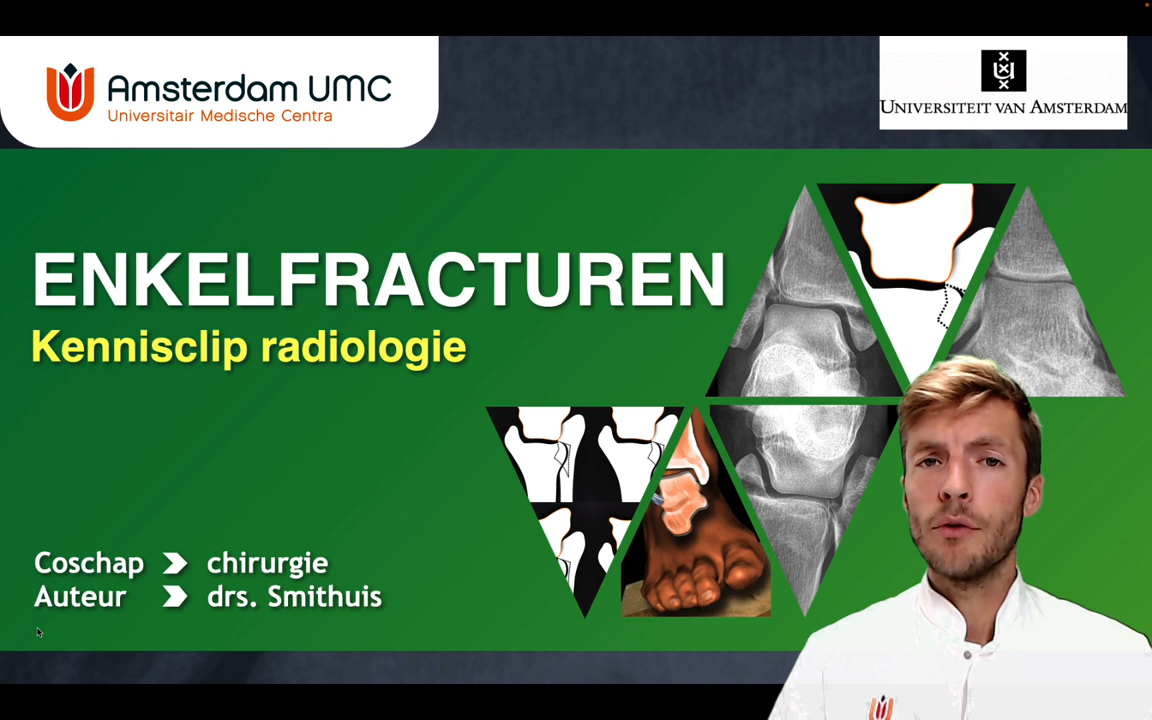 Amsterdam UMC
Universitair Medische Centra
UNIVERSITEIT VAN AMSTERDAM
ENKELFRACTUREN
Kennisclip radiologie
Coschap chirurgie
Auteur drs. Smithuis